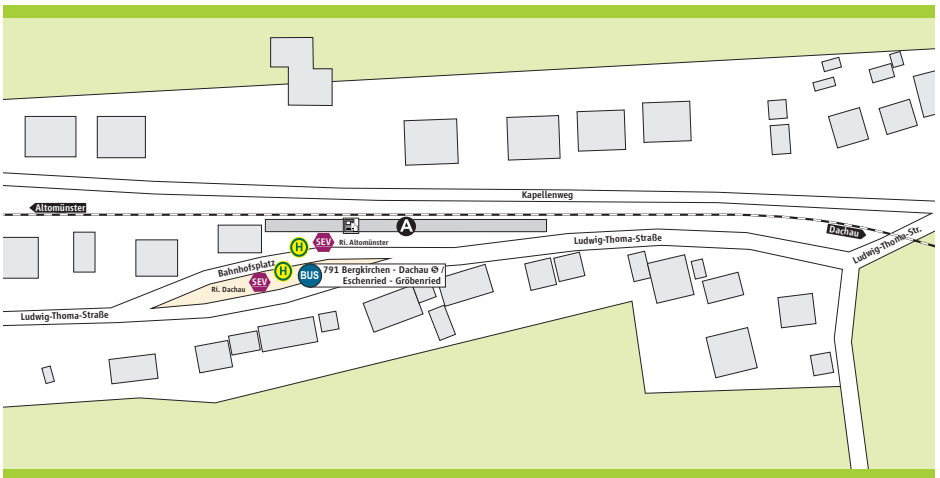 Kapellenweg
Altomünster
A
Dachau
Ludwig-Thoma-Str.
Ludwig-Thoma-Straße
SEV
Ri. Altomünster
H
Bahnhofsplatz
H
BUS
791 Bergkirchen - Dachau S /
Eschenried - Gröbenried
SEV
Ri. Dachau
Ludwig-Thoma-Straße